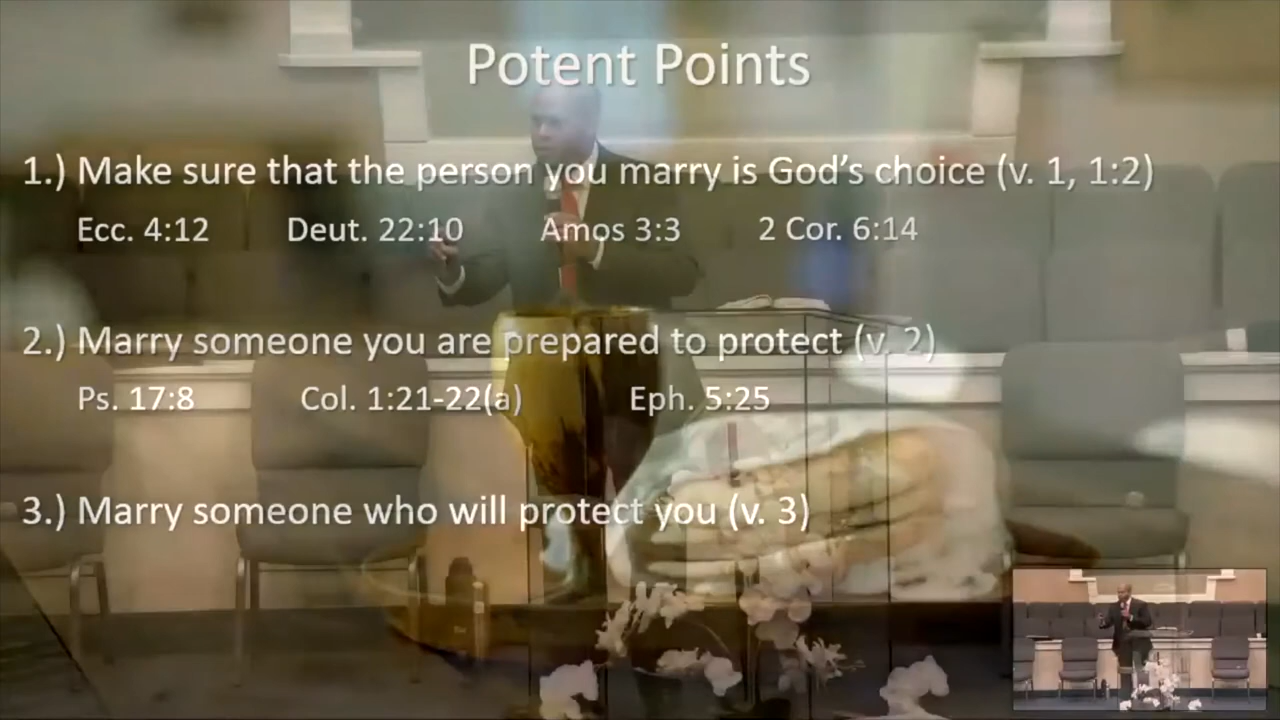 Potent Points
1.) Make sure that the person you marry is God’s choice (v. 1, 1:2)
Ecc. 4:12 Deut. 22:10 Amos 3:3 2 Cor. 6:14
2.) Marry someone you are prepared to protect (v. 2)
Ps. 17:8 Col. 1:21-22(a) Eph. 5:25
3.) Marry someone who will protect you (v. 3)